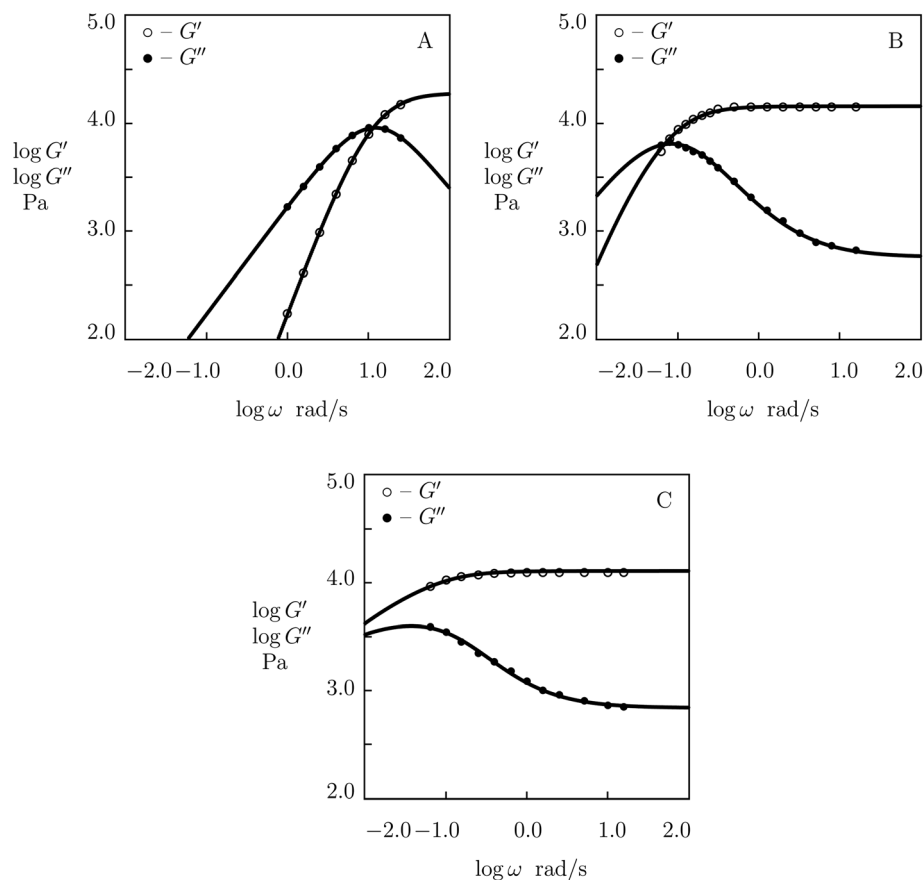 5.0
4.0
3.0
2.0
○ – G′
● – G″
A
log G′
log G″
Pa
−2.0 −1.0 0.0 1.0 2.0
log ω rad/s
5.0
4.0
3.0
2.0
○ – G′
● – G″
B
log G′
log G″
Pa
−2.0 −1.0 0.0 1.0 2.0
log ω rad/s
5.0
4.0
3.0
2.0
○ – G′
● – G″
C
log G′
log G″
Pa
−2.0 −1.0 0.0 1.0 2.0
log ω rad/s